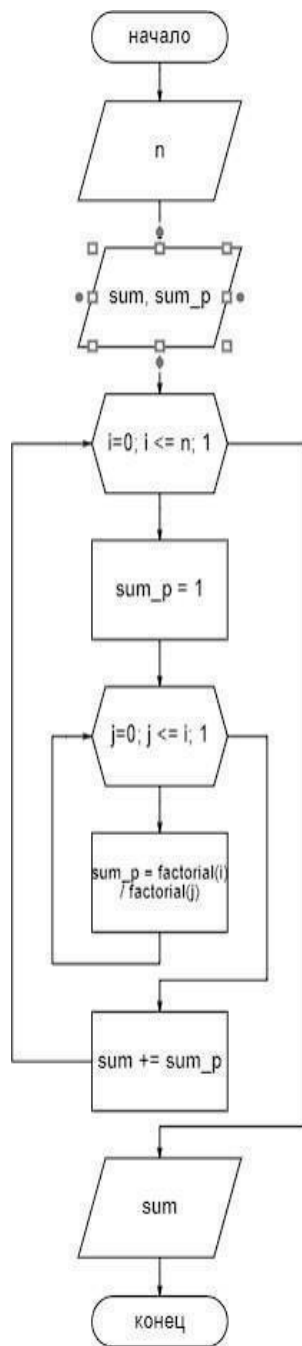 начало
n
sum, sum_p
i=0; i <= n; 1
sum_p = 1
j=0; j <= i; 1
sum_p = factorial(i)
/ factorial(j)
sum += sum_p
sum
конец